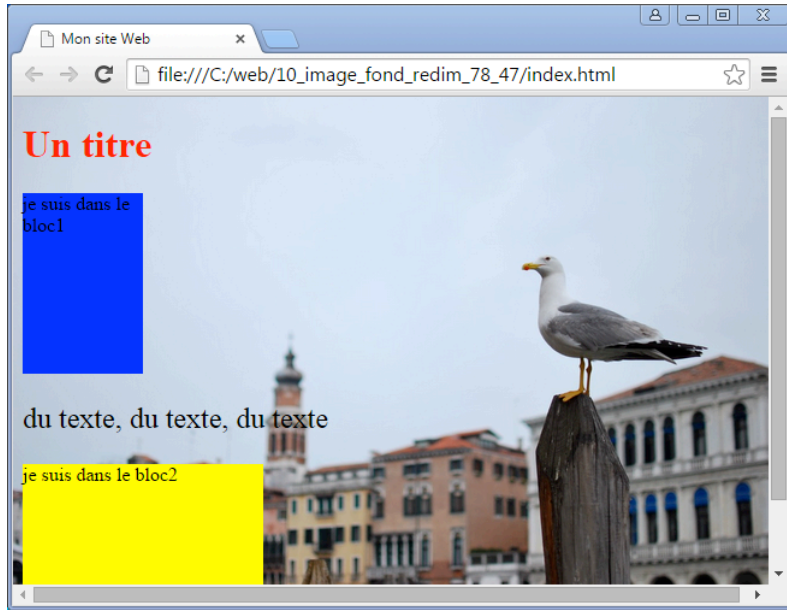 Mon site Web
file:///C:/web/10_image_fond_redim_78_47/index.html
Un titre
je suis dans le
bloc1
du texte, du texte, du texte
je suis dans le bloc2